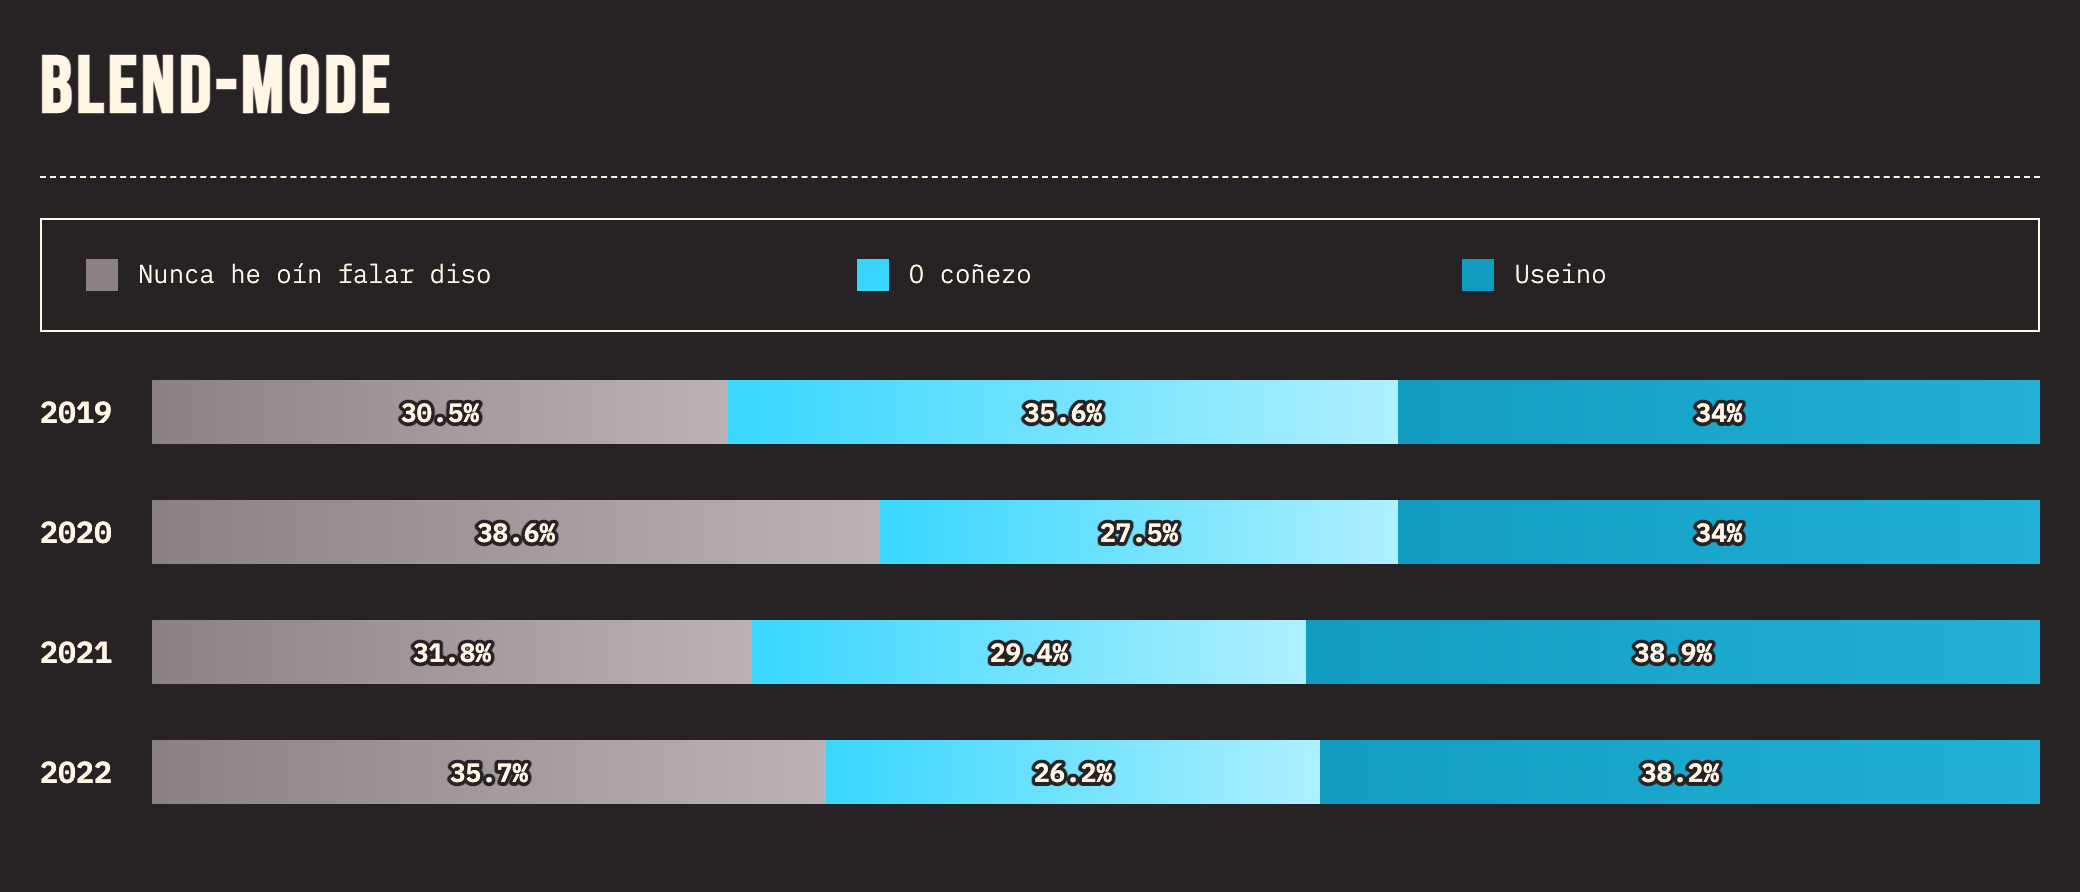 BLEND-MODE
Nunca he oín falar diso O coñezo Useino
2019 30.5% 35.6% 34%
2020 38.6% 27.5% 34%
2021 31.8% 29.4% 38.9%
2022 35.7% 26.2% 38.2%